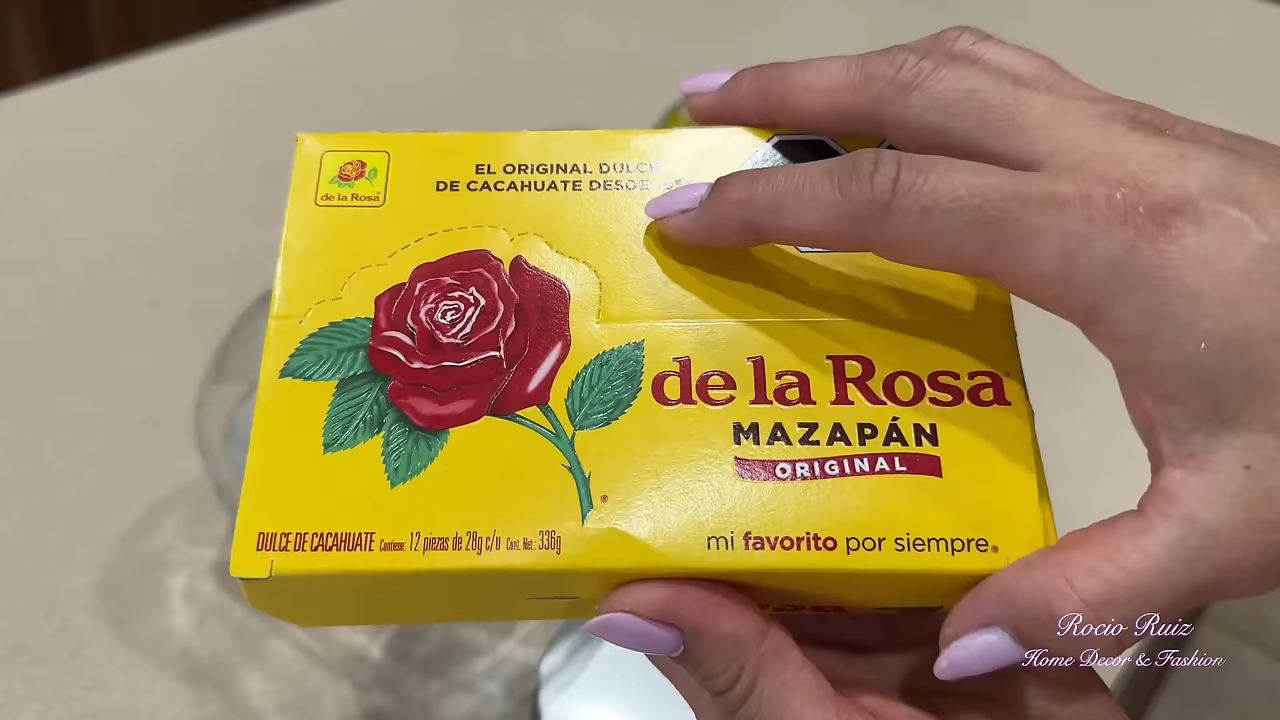 de la Rosa
EL ORIGINAL DULCE
DE CACAHUATE DESDE
de la Rosa
MAZAPÁN
ORIGINAL
DULCE DE CACAHUATE Contiene: 12 piezas de 28g c/u Cont. Net.: 336g
mi favorito por siempre®
Rocio Ruiz
Home Decor & Fashion